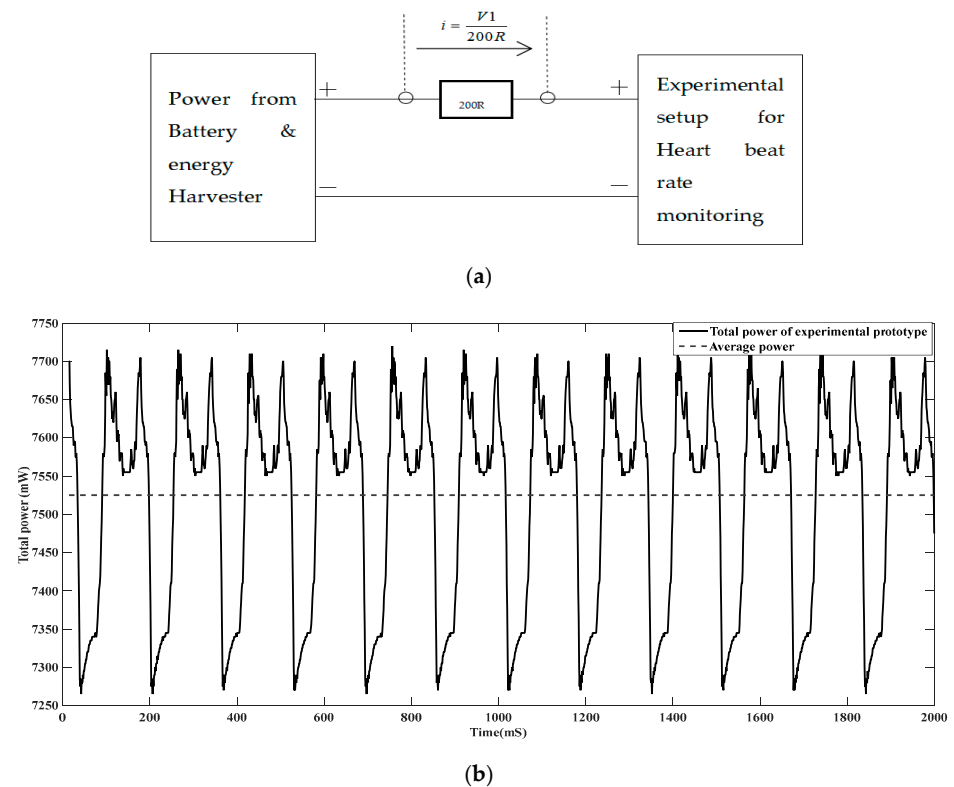 i = V1 / 200R
Power from
Battery &
energy
Harvester
+
200R
+
Experimental
setup for
Heart beat
rate
monitoring
—
—
(a)
7750
7700
7650
7600
7550
7500
7450
7400
7350
7300
7250
Total power (mW)
Total power of experimental prototype
Average power
0 200 400 600 800 1000 1200 1400 1600 1800 2000
Time(mS)
(b)